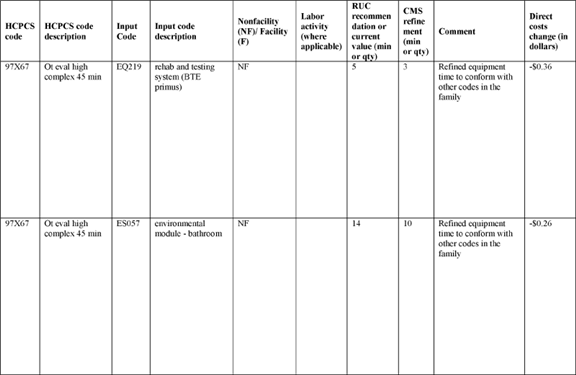 HCPCS code
HCPCS code description
Input Code
Input code description
Nonfacility (NF)/ Facility (F)
Labor activity (where applicable)
RUC recommen dation or current value (min or qty)
CMS refine ment (min or qty)
Comment
Direct costs change (in dollars)
97X67
Ot eval high complex 45 min
EQ219
rehab and testing system (BTE primus)
NF
5
3
Refined equipment time to conform with other codes in the family
-$0.36
97X67
Ot eval high complex 45 min
ES057
environmental module - bathroom
NF
14
10
Refined equipment time to conform with other codes in the family
-$0.26